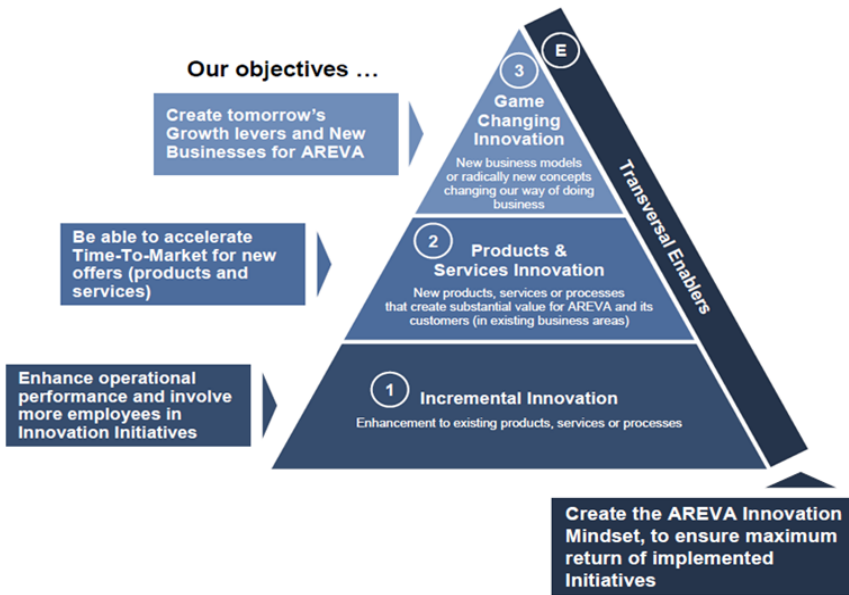 Our objectives ...
Create tomorrow's
Growth levers and New
Businesses for AREVA
3
Game
Changing
Innovation
New business models
or radically new concepts
changing our way of doing
business
E
Transversal Enablers
Be able to accelerate
Time-To-Market for new
offers (products and
services)
2
Products &
Services Innovation
New products, services or processes
that create substantial value for AREVA and its
customers (in existing business areas)
Enhance operational
performance and involve
more employees in
Innovation Initiatives
1
Incremental Innovation
Enhancement to existing products, services or processes
Create the AREVA Innovation
Mindset, to ensure maximum
return of implemented
Initiatives